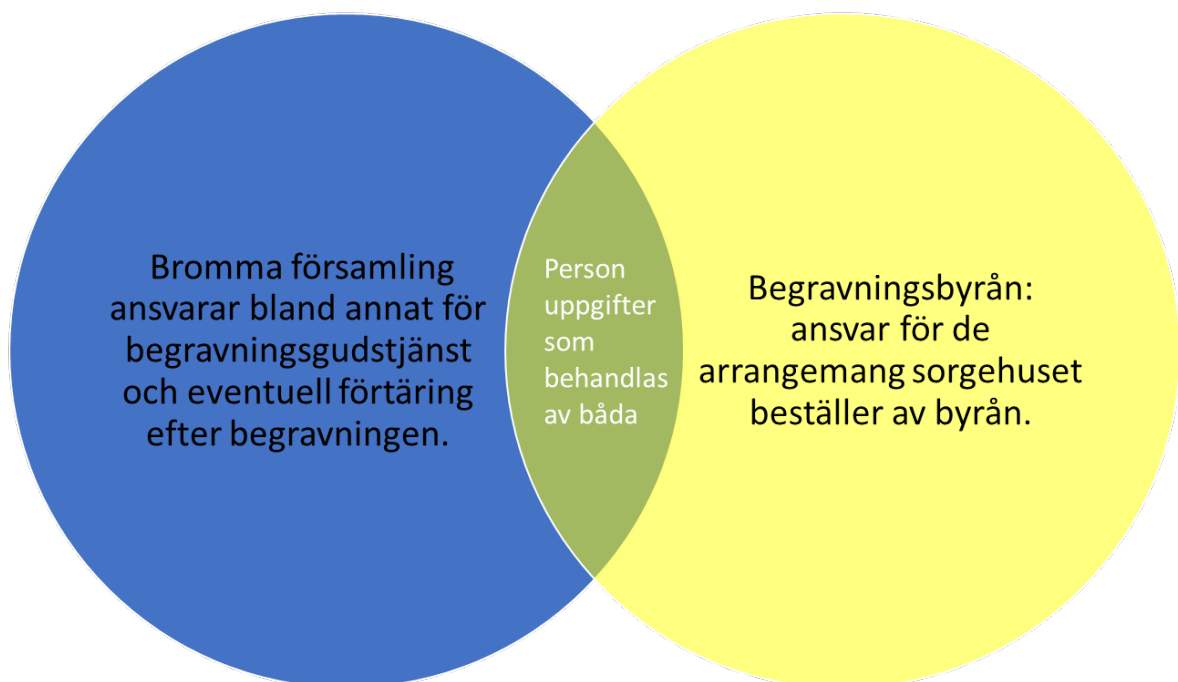 Bromma församling
ansvarar bland annat för
begravningsgudstjänst
och eventuell förtäring
efter begravningen.
Person
uppgifter
som
behandlas
av båda
Begravningsbyrån:
ansvar för de
arrangemang sorgehuset
beställer av byrån.